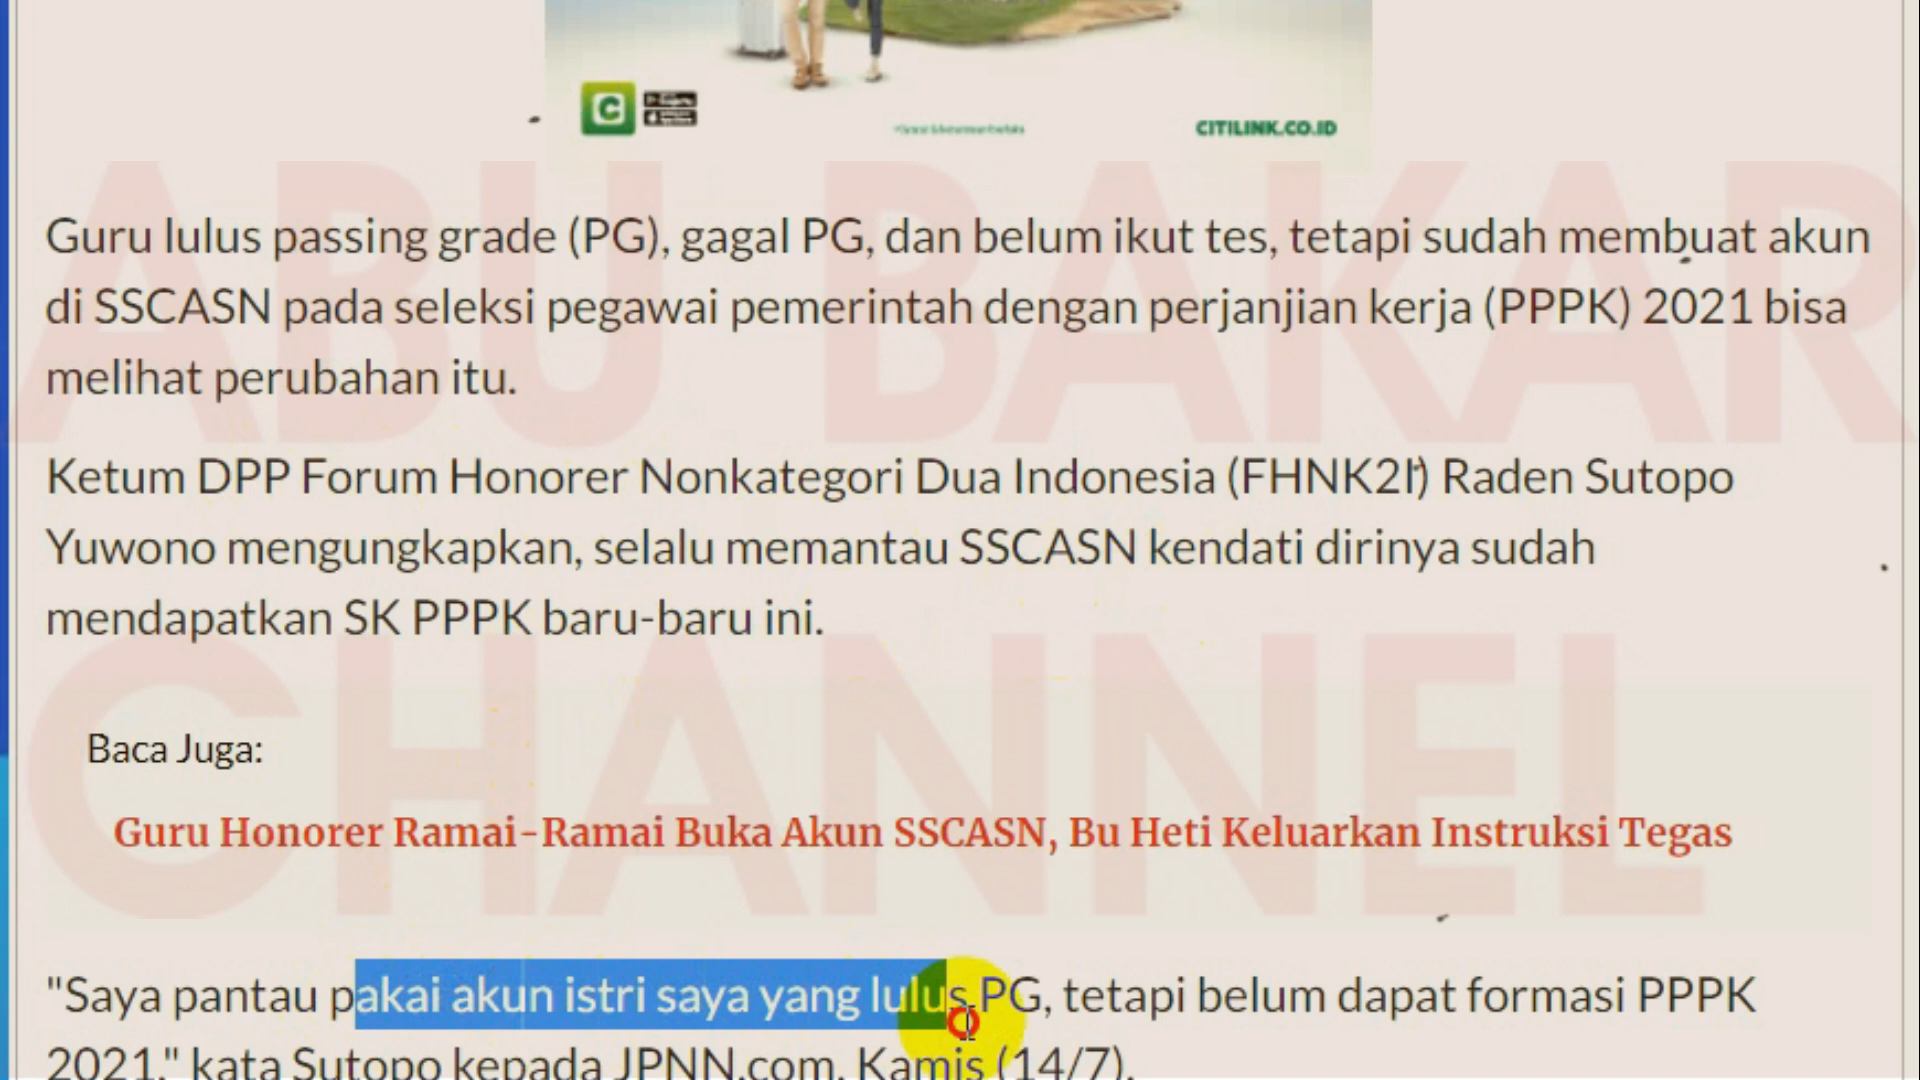 C
CITILINK.CO.ID
ABU BAKAR
Guru lulus passing grade (PG), gagal PG, dan belum ikut tes, tetapi sudah membuat akun
di SSCASN pada seleksi pegawai pemerintah dengan perjanjian kerja (PPPK) 2021 bisa
melihat perubahan itu.
Ketum DPP Forum Honorer Nonkategori Dua Indonesia (FHNK2I) Raden Sutopo
Yuwono mengungkapkan, selalu memantau SSCASN kendati dirinya sudah
mendapatkan SK PPPK baru-baru ini.
CHANNEL
Baca Juga:
Guru Honorer Ramai-Ramai Buka Akun SSCASN, Bu Heti Keluarkan Instruksi Tegas
"Saya pantau pakai akun istri saya yang lulus PG, tetapi belum dapat formasi PPPK
2021," kata Sutopo kepada JPNN.com, Kamis (14/7).